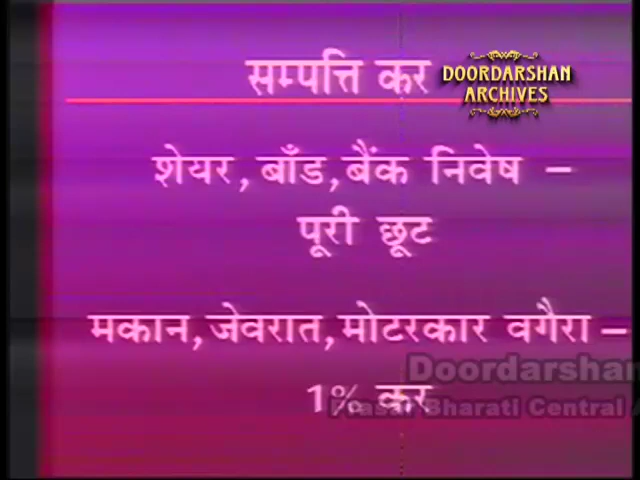 सम्पत्ति कर
DOORDARSHAN
ARCHIVES
शेयर, बाँड, बैंक निवेष –
पूरी छूट
मकान, जेवरात, मोटरकार वगैरा –
Doordarshan
1% कर
Prasar Bharati Central